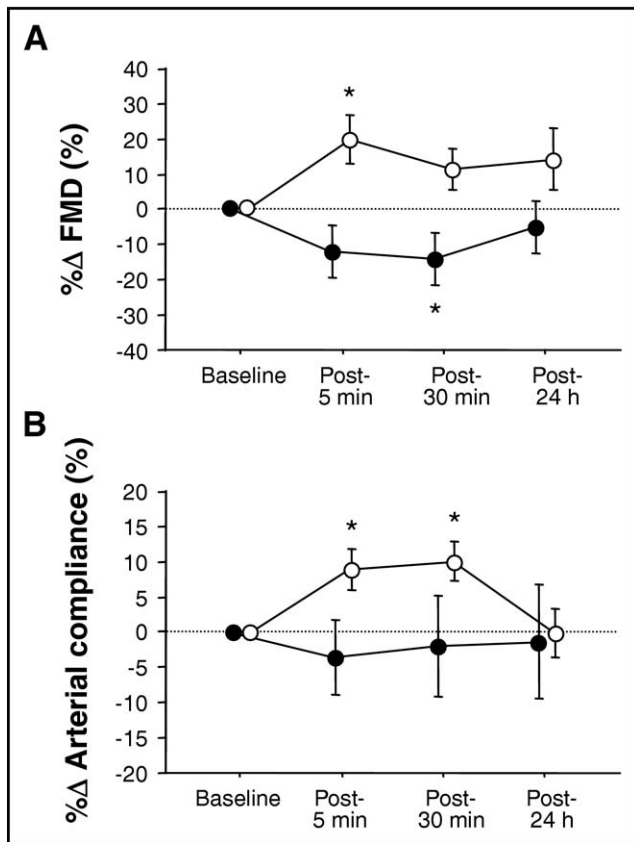 A
%Δ FMD (%)
40
30
20
10
0
-10
-20
-30
-40
*
*
Baseline Post- Post- Post-
5 min 30 min 24 h
B
%Δ Arterial compliance (%)
20
15
10
5
0
-5
-10
-15
-20
* *
Baseline Post- Post- Post-
5 min 30 min 24 h